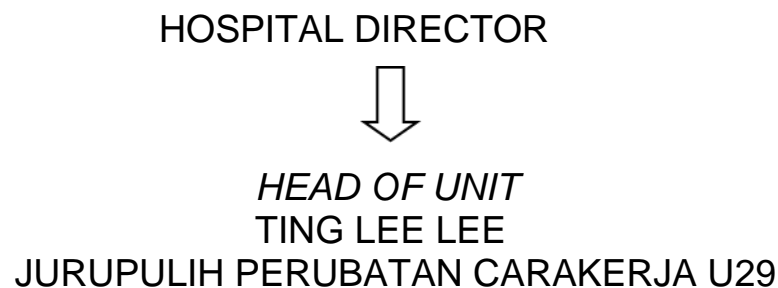 HOSPITAL DIRECTOR
HEAD OF UNIT
TING LEE LEE
JURUPULIH PERUBATAN CARAKERJA U29